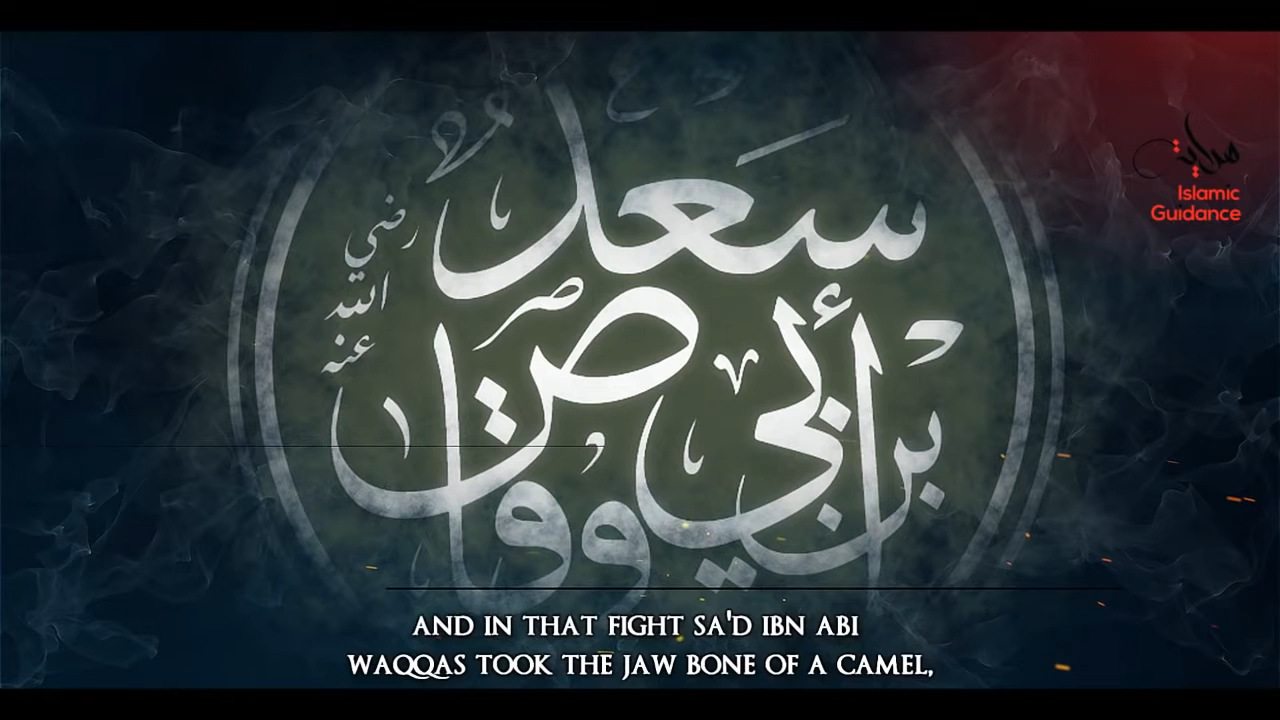 سعد
بن أبي وقاص
رضي
الله
عنه
هداية
Islamic
Guidance
AND IN THAT FIGHT SA'D IBN ABI
WAQQAS TOOK THE JAW BONE OF A CAMEL,